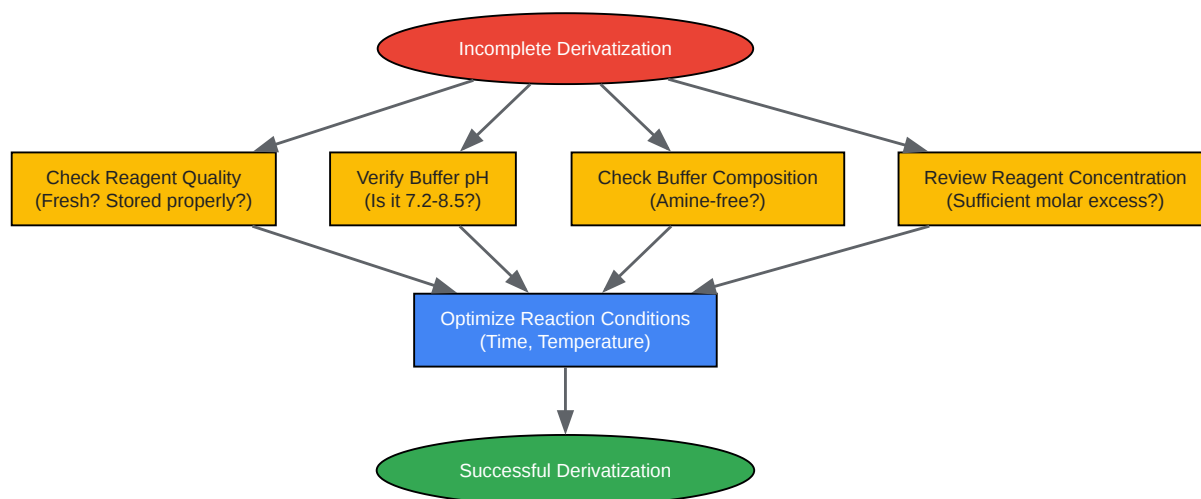 Incomplete Derivatization
Check Reagent Quality
(Fresh? Stored properly?)
Verify Buffer pH
(Is it 7.2-8.5?)
Check Buffer Composition
(Amine-free?)
Review Reagent Concentration
(Sufficient molar excess?)
Optimize Reaction Conditions
(Time, Temperature)
Successful Derivatization